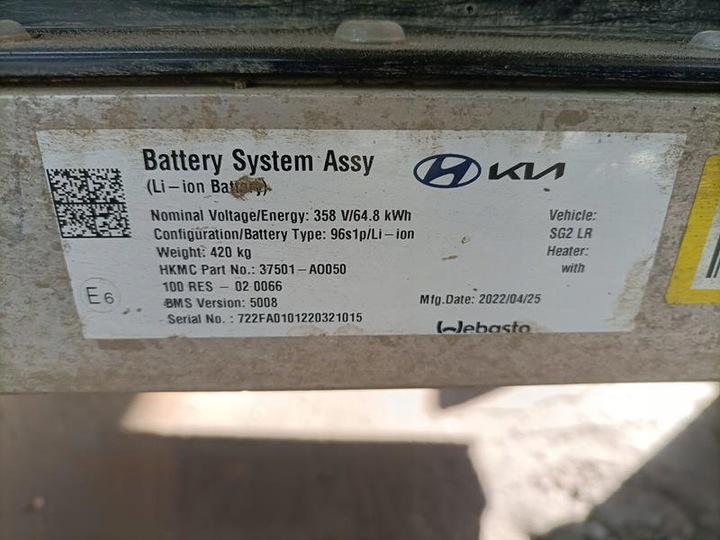 Battery System Assy
(Li-ion Battery)
KIA
Nominal Voltage/Energy: 358 V/64.8 kWh
Configuration/Battery Type: 96s1p/Li-ion
Weight: 420 kg
HKMC Part No.: 37501-AO050
100 RES - 02 0066
BMS Version: 5008
Serial No. : 722FA0101220321015
E6
Vehicle:
SG2 LR
Heater:
with
Mfg.Date: 2022/04/25
Webasto